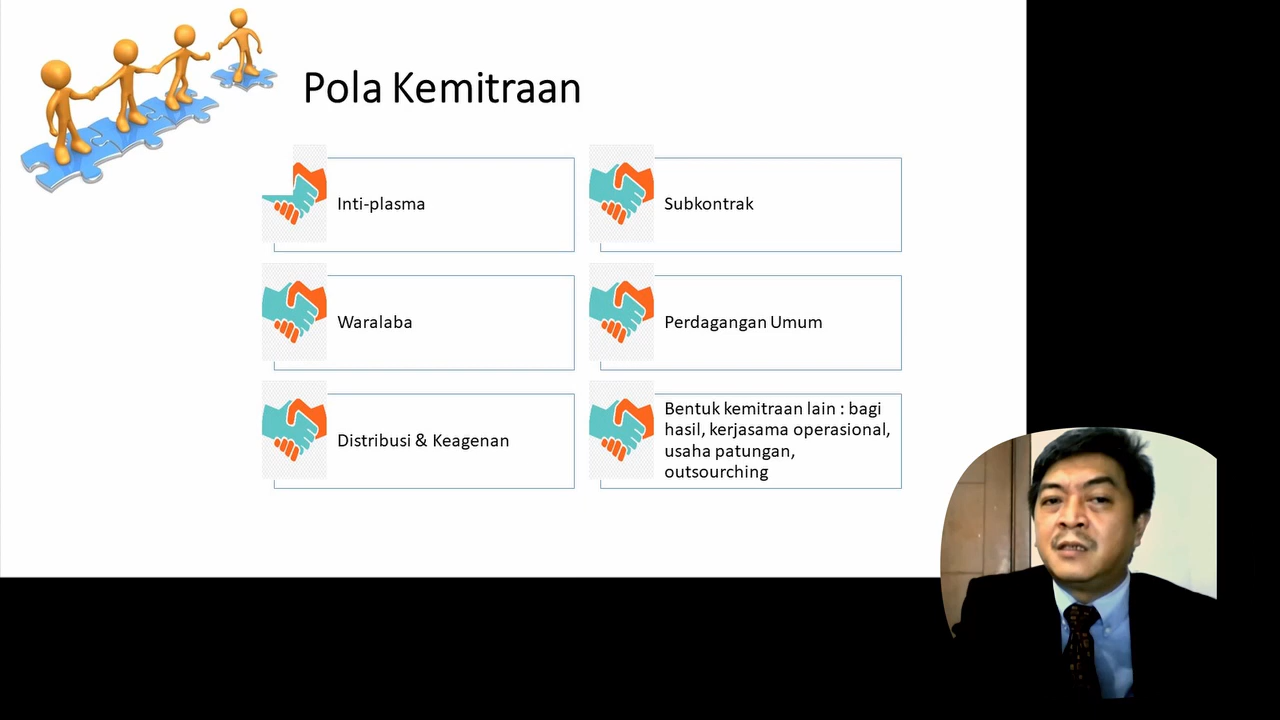 Pola Kemitraan
Inti-plasma
Subkontrak
Waralaba
Perdagangan Umum
Distribusi & Keagenan
Bentuk kemitraan lain : bagi
hasil, kerjasama operasional,
usaha patungan,
outsourching